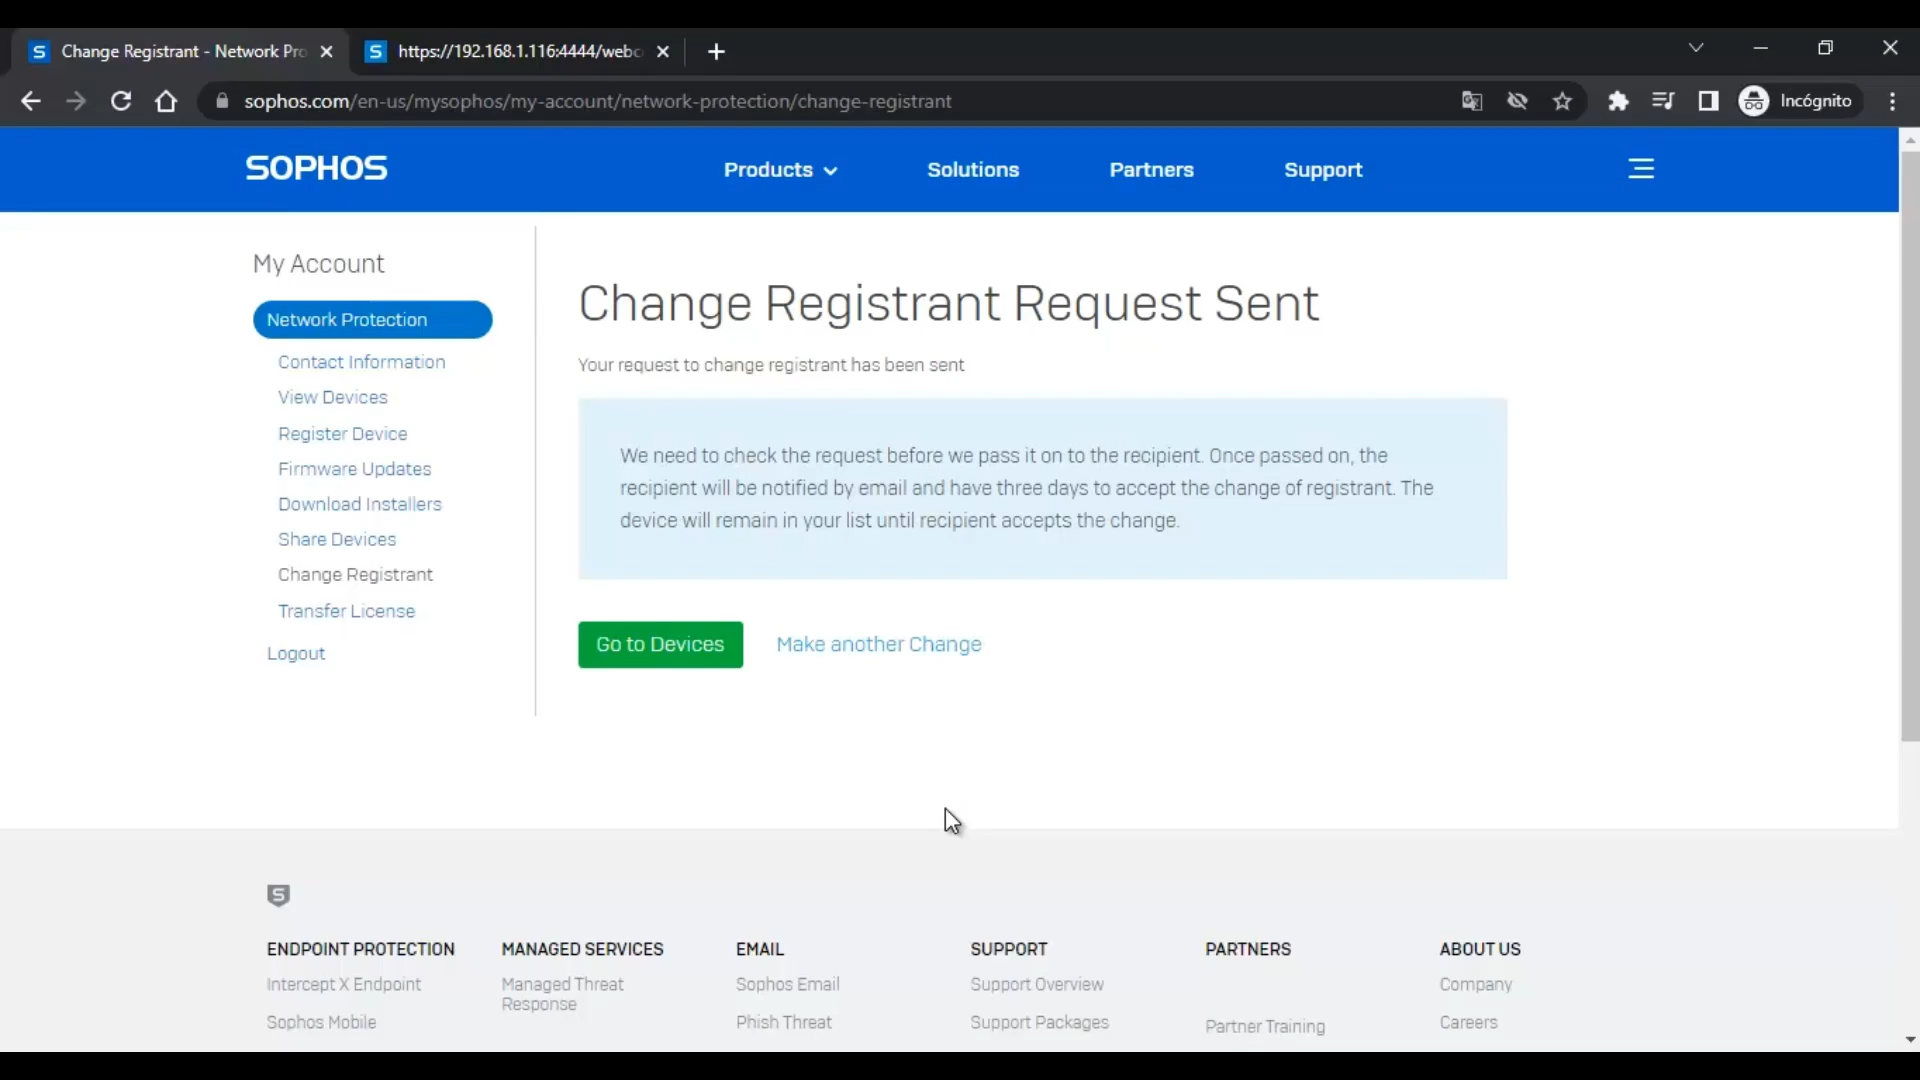 Change Registrant - Network Pro
https://192.168.1.116:4444/webc
sophos.com/en-us/mysophos/my-account/network-protection/change-registrant
Incógnito
SOPHOS
Products
Solutions
Partners
Support
My Account
Network Protection
Contact Information
View Devices
Register Device
Firmware Updates
Download Installers
Share Devices
Change Registrant
Transfer License
Logout
Change Registrant Request Sent
Your request to change registrant has been sent
We need to check the request before we pass it on to the recipient. Once passed on, the
recipient will be notified by email and have three days to accept the change of registrant. The
device will remain in your list until recipient accepts the change.
Go to Devices
Make another Change
ENDPOINT PROTECTION
Intercept X Endpoint
Sophos Mobile
MANAGED SERVICES
Managed Threat
Response
EMAIL
Sophos Email
Phish Threat
SUPPORT
Support Overview
Support Packages
PARTNERS
Partner Training
ABOUT US
Company
Careers